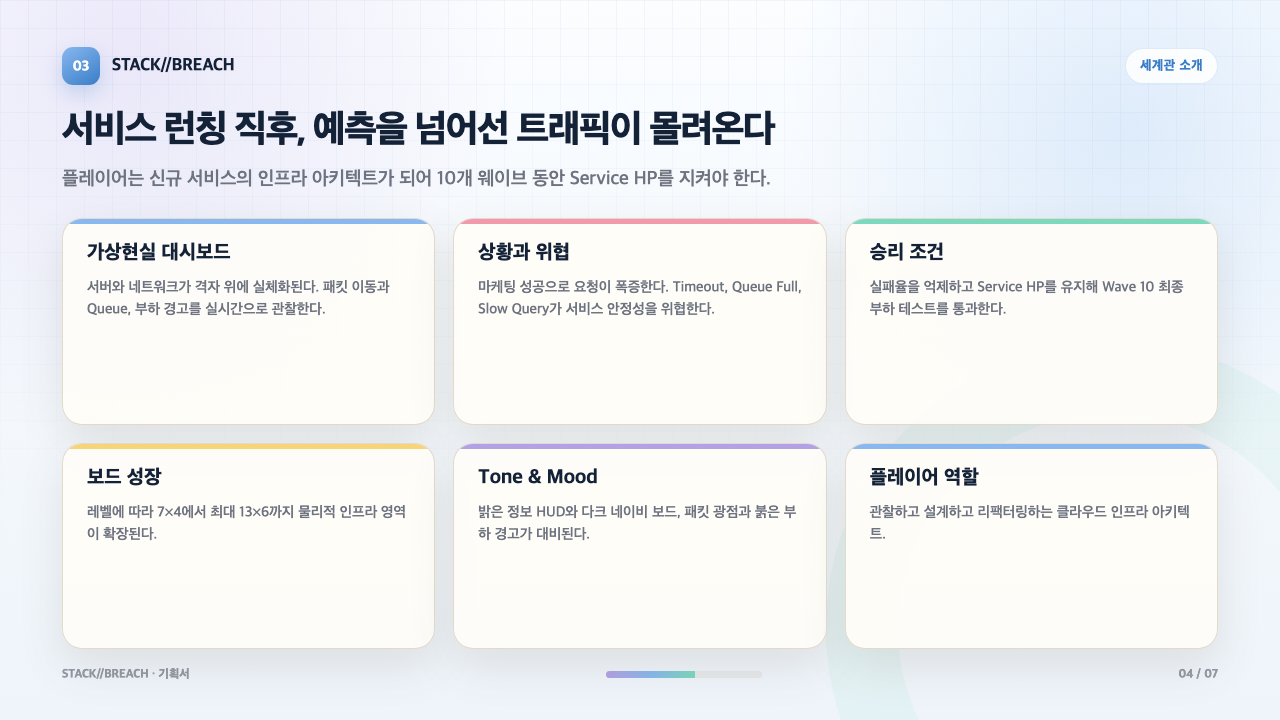 03
STACK//BREACH
세계관 소개
서비스 런칭 직후, 예측을 넘어선 트래픽이 몰려온다
플레이어는 신규 서비스의 인프라 아키텍트가 되어 10개 웨이브 동안 Service HP를 지켜야 한다.
가상현실 대시보드
서버와 네트워크가 격자 위에 실체화된다. 패킷 이동과
Queue, 부하 경고를 실시간으로 관찰한다.
상황과 위협
마케팅 성공으로 요청이 폭증한다. Timeout, Queue Full,
Slow Query가 서비스 안정성을 위협한다.
승리 조건
실패율을 억제하고 Service HP를 유지해 Wave 10 최종
부하 테스트를 통과한다.
보드 성장
레벨에 따라 7×4에서 최대 13×6까지 물리적 인프라 영역
이 확장된다.
Tone & Mood
밝은 정보 HUD와 다크 네이비 보드, 패킷 광점과 붉은 부
하 경고가 대비된다.
플레이어 역할
관찰하고 설계하고 리팩터링하는 클라우드 인프라 아키텍
트.
STACK//BREACH · 기획서
04 / 07